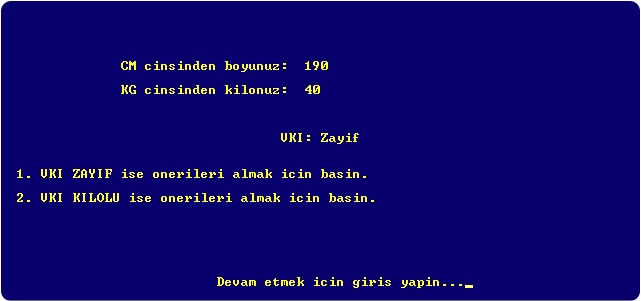 CM cinsinden boyunuz: 190
KG cinsinden kilonuz: 40
VKI: Zayif
1. VKI ZAYIF ise onerileri almak icin basin.
2. VKI KILOLU ise onerileri almak icin basin.
Devam etmek icin giris yapin..._